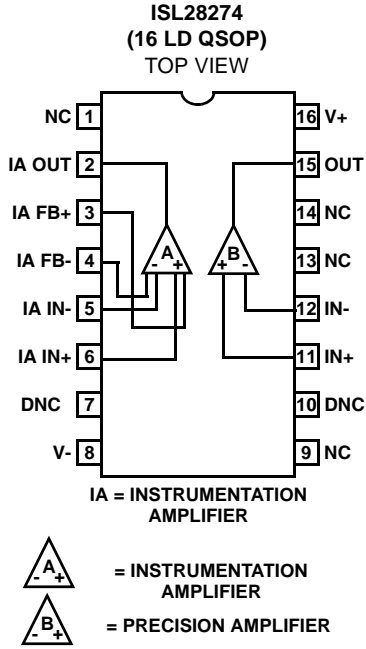 ISL28274
(16 LD QSOP)
TOP VIEW
NC 1
16 V+
IA OUT 2
15 OUT
IA FB+ 3
14 NC
IA FB- 4
13 NC
IA IN- 5
12 IN-
IA IN+ 6
11 IN+
DNC 7
10 DNC
V- 8
9 NC
A
- +
B
+ -
IA = INSTRUMENTATION
AMPLIFIER
A
- +
= INSTRUMENTATION
AMPLIFIER
B
- +
= PRECISION AMPLIFIER